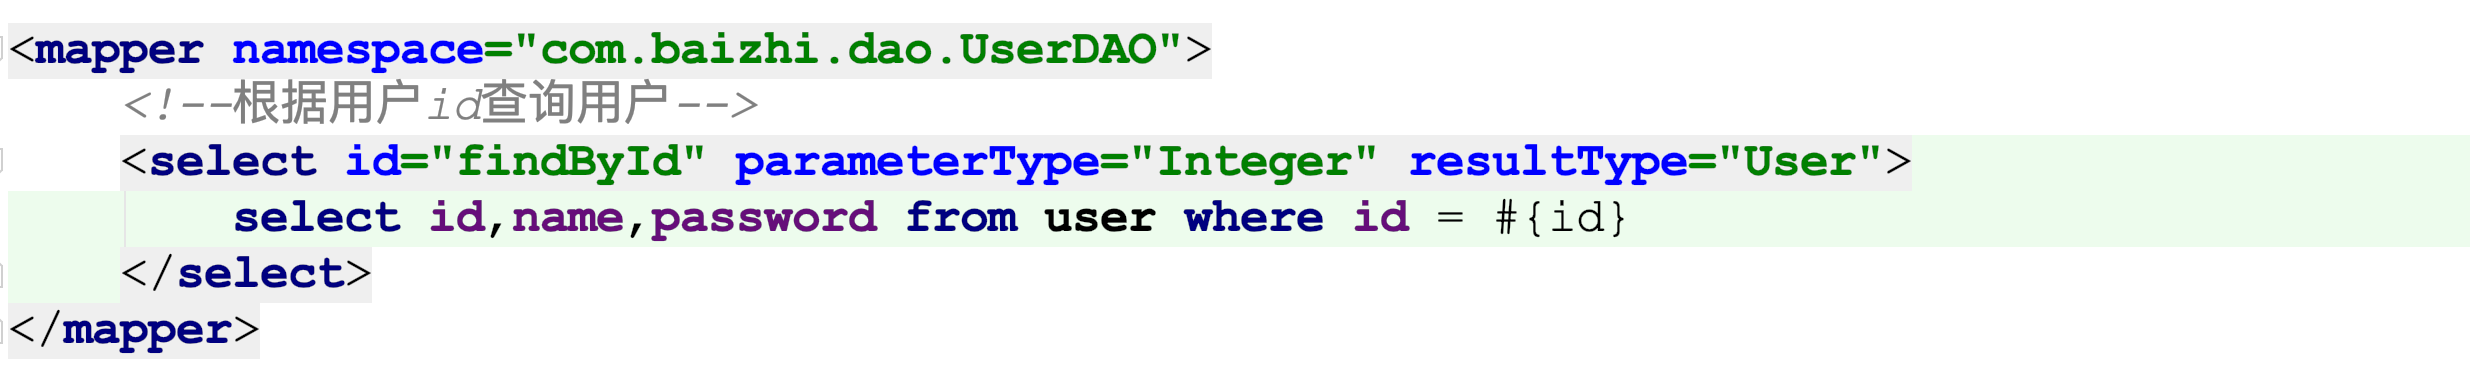 <mapper namespace="com.baizhi.dao.UserDAO">
<!--根据用户id查询用户-->
<select id="findById" parameterType="Integer" resultType="User">
select id,name,password from user where id = #{id}
</select>
</mapper>